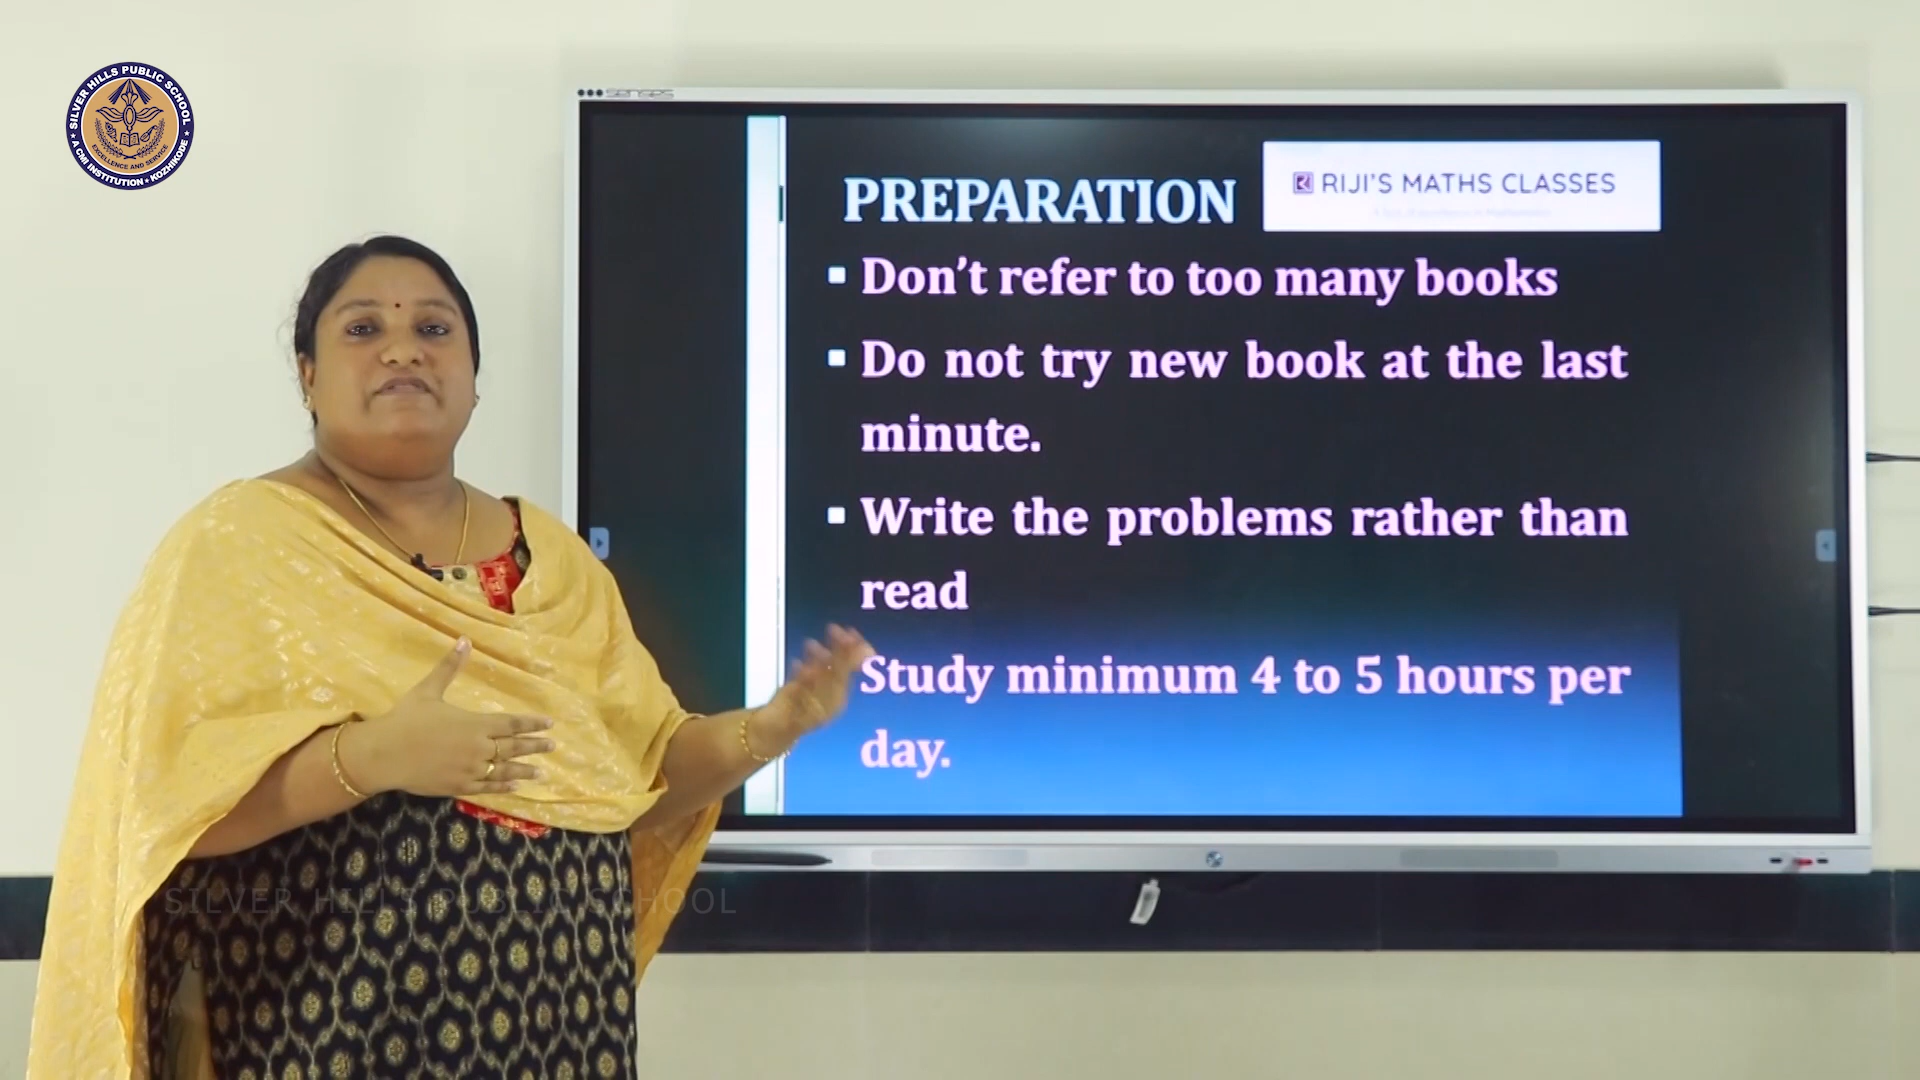 SILVER HILLS PUBLIC SCHOOL
A CMI INSTITUTION • KOZHIKODE
EXCELLENCE AND SERVICE
senses
PREPARATION
RIJI'S MATHS CLASSES
▪ Don't refer to too many books
▪ Do not try new book at the last
minute.
▪ Write the problems rather than
read
Study minimum 4 to 5 hours per
day.
SILVER HILLS PUBLIC SCHOOL